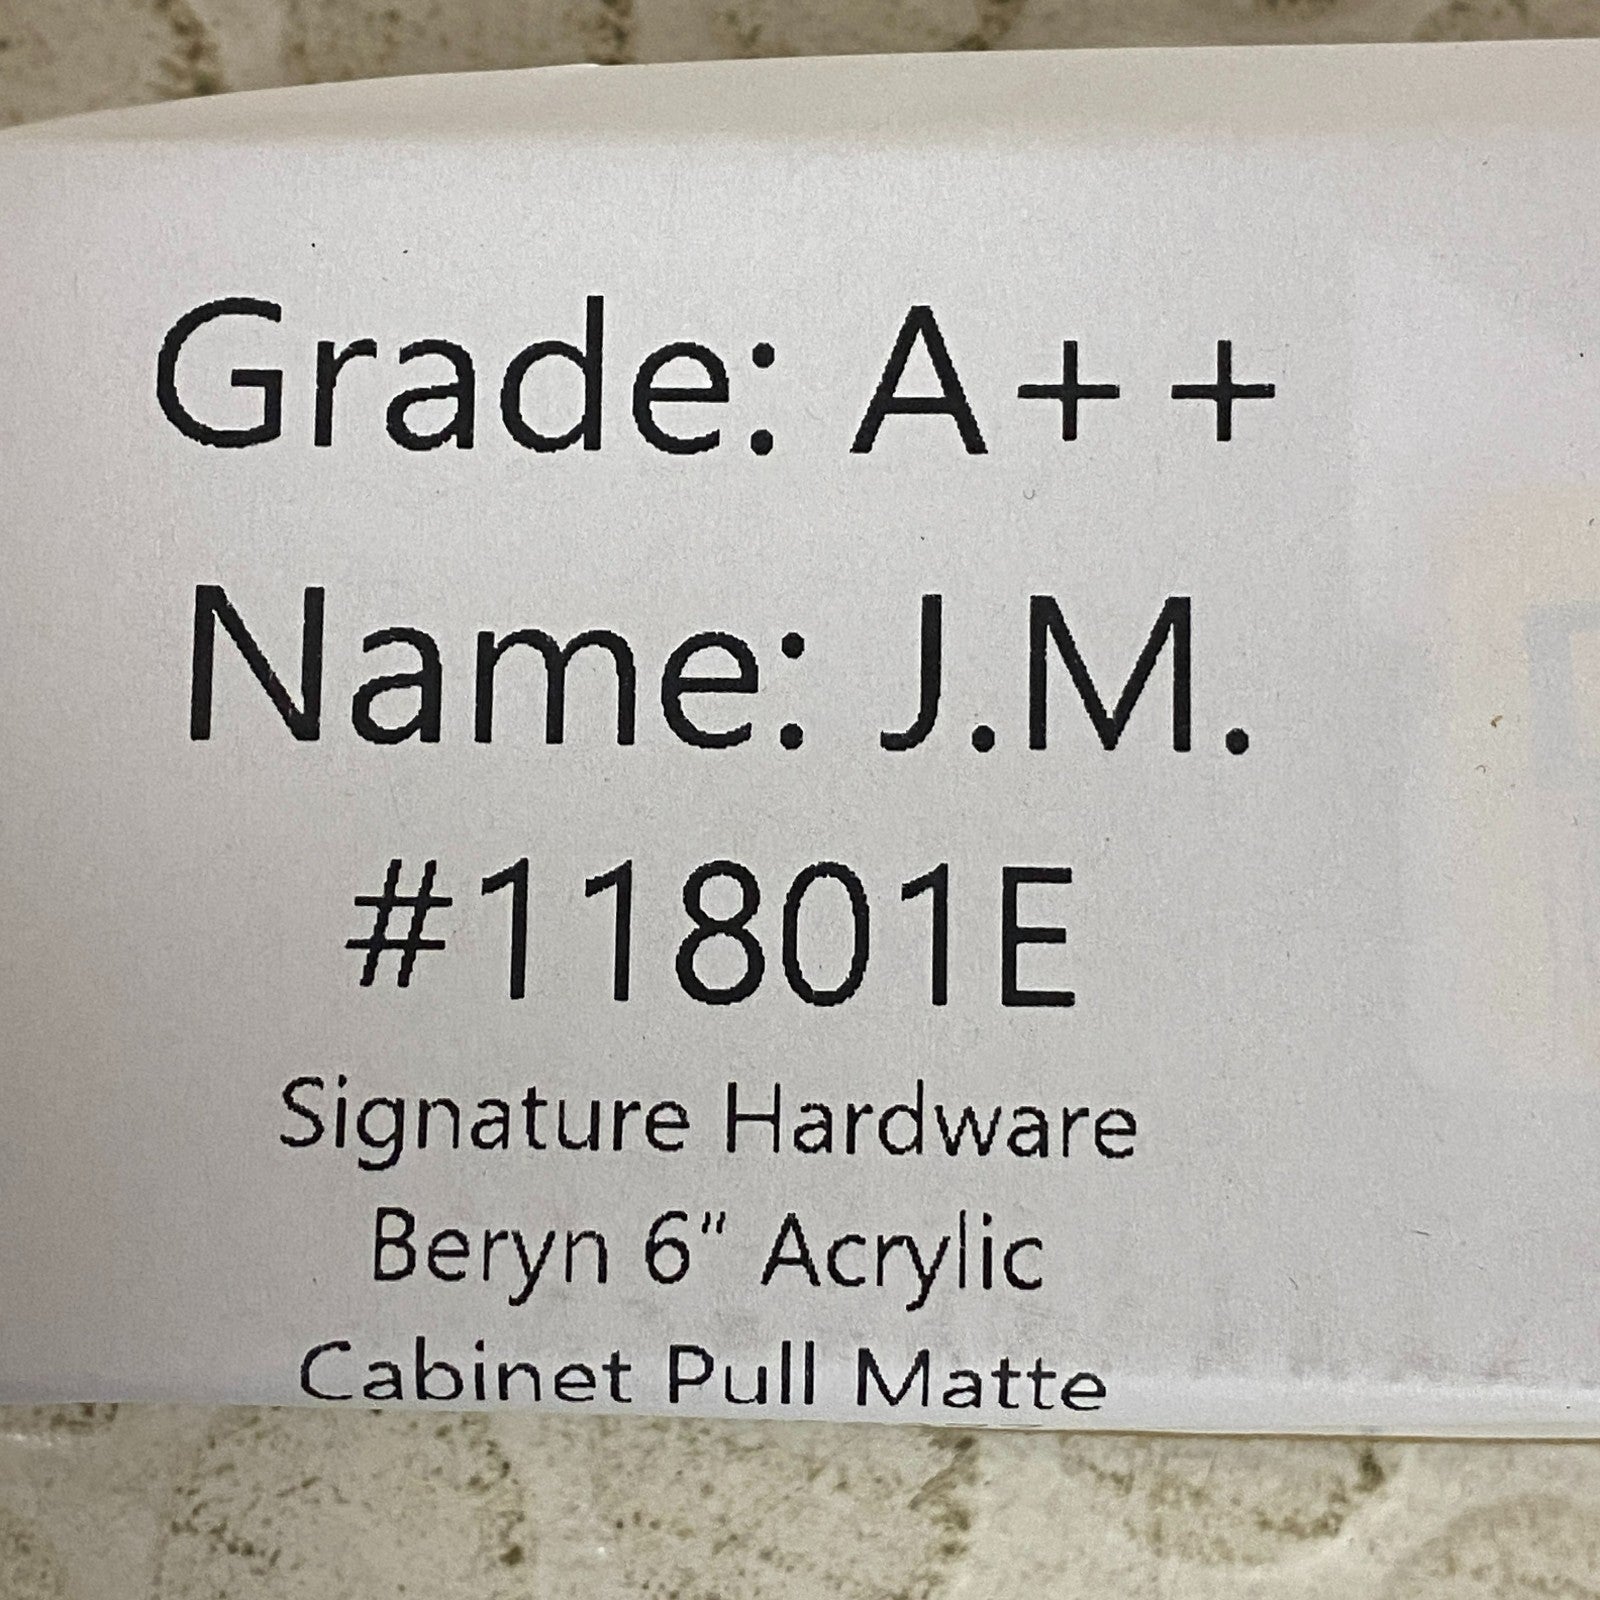 Grade: A++
Name: J.M.
#11801E
Signature Hardware
Beryn 6" Acrylic
Cabinet Pull Matte